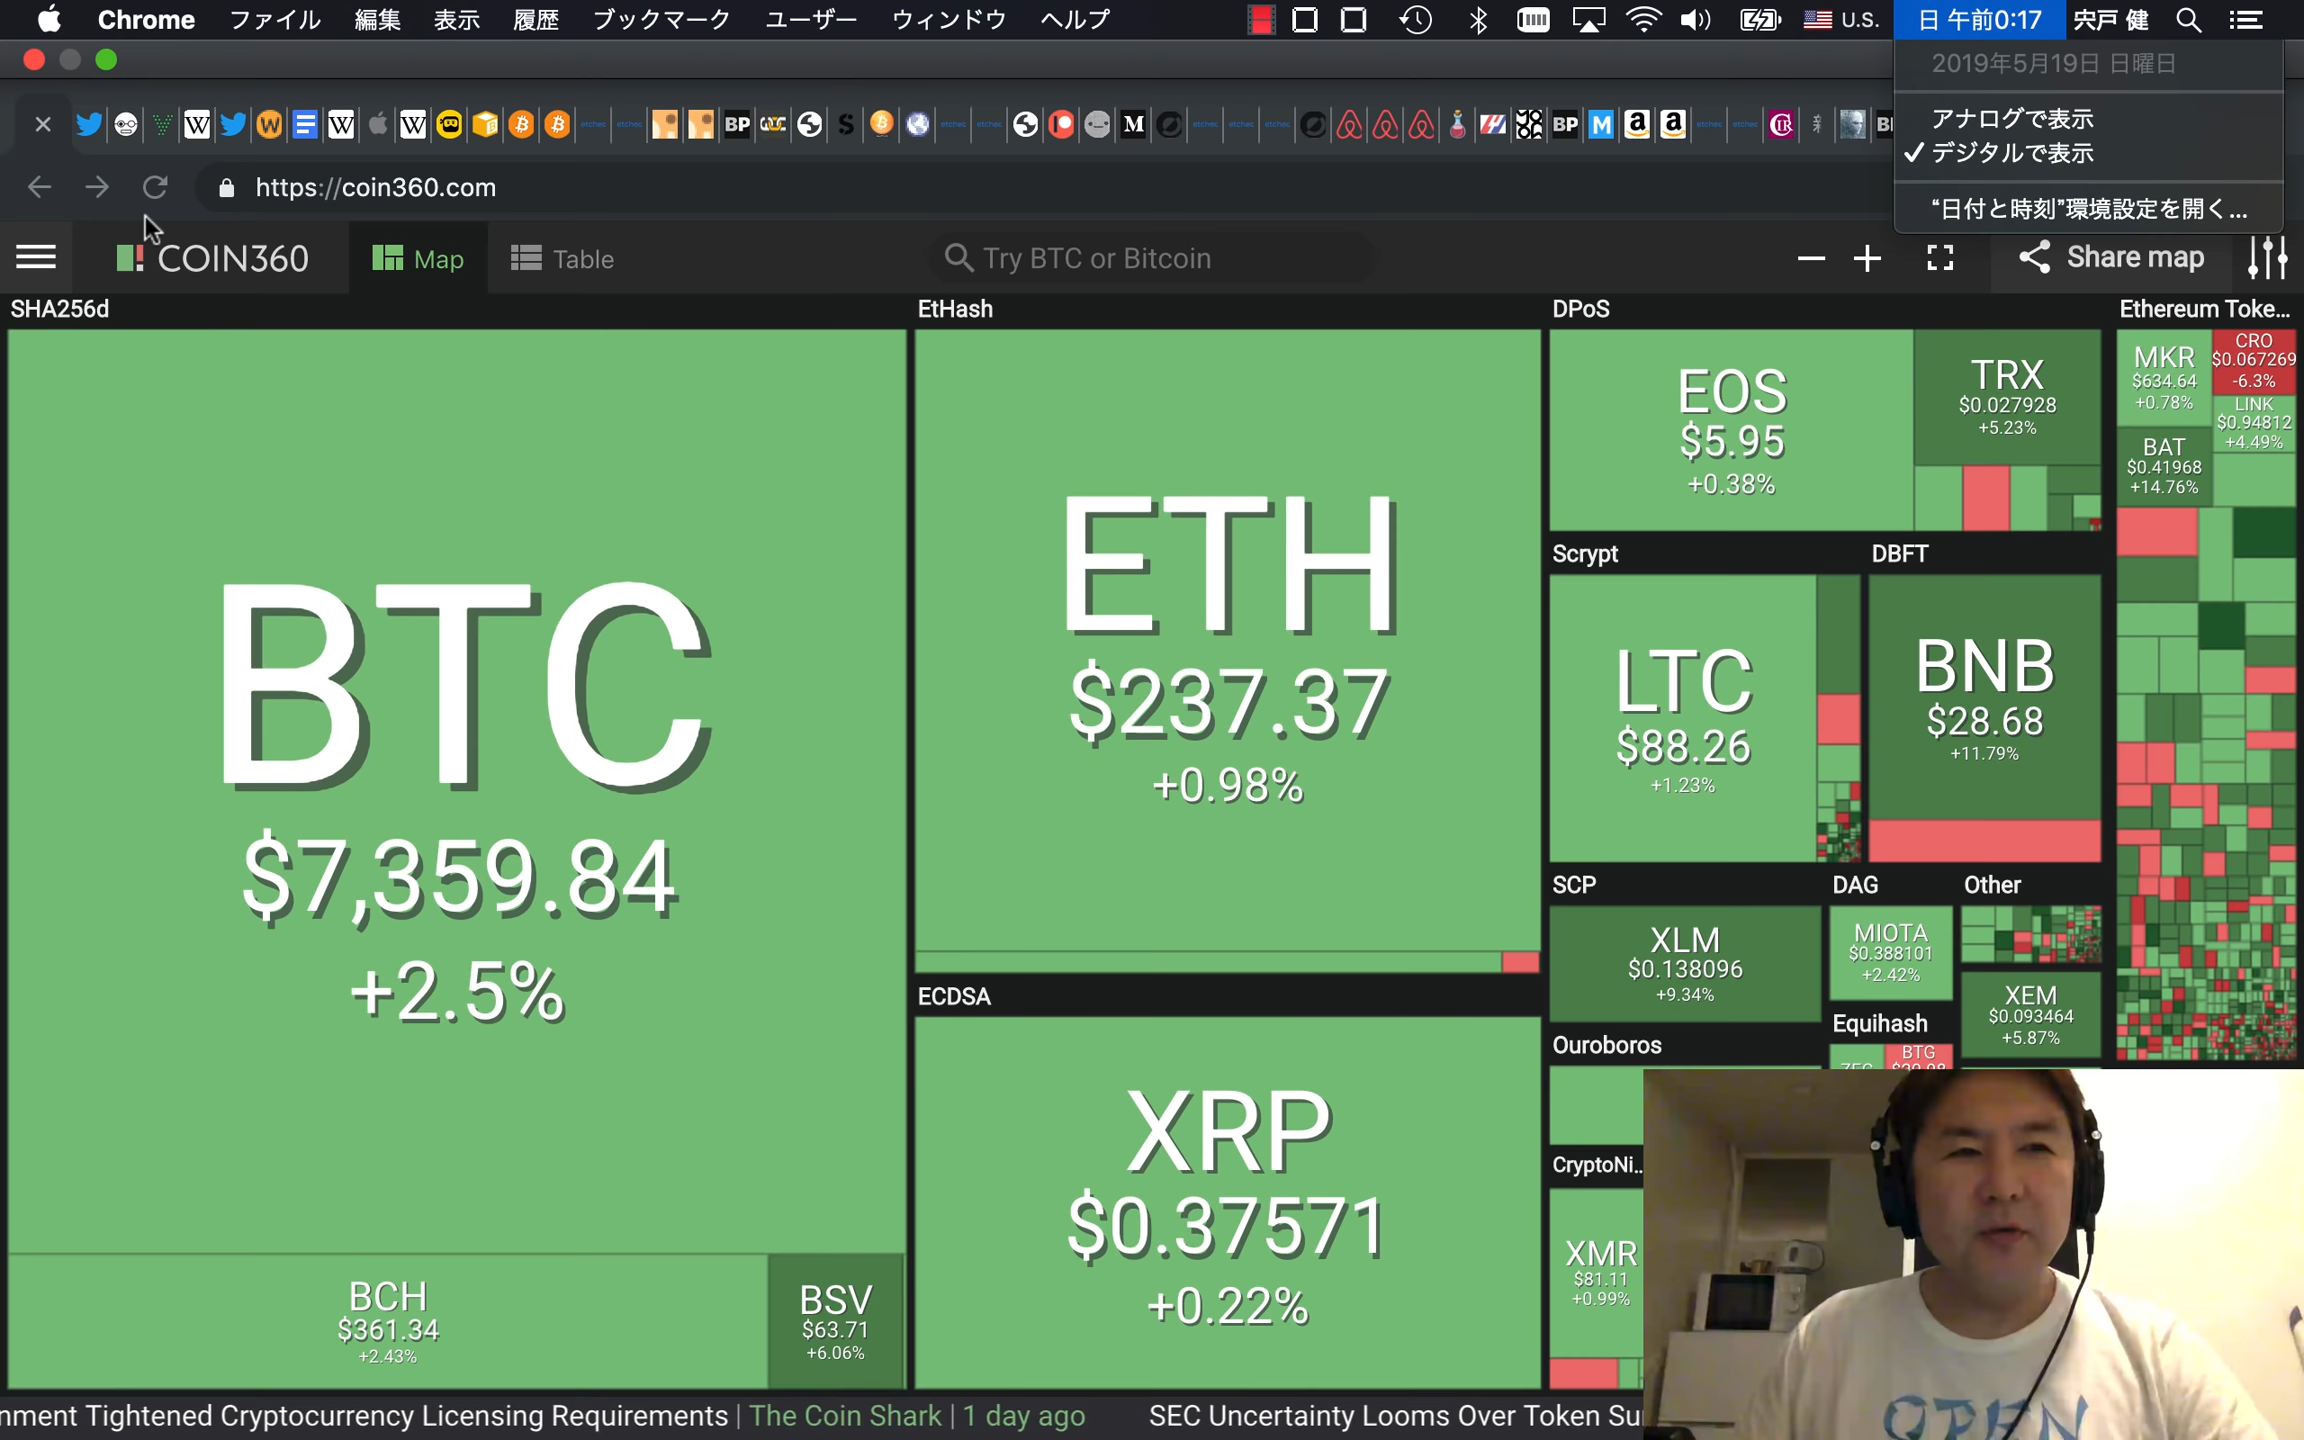 Chrome ファイル 編集 表示 履歴 ブックマーク ユーザー ウィンドウ ヘルプ U.S. 日 午前0:17 宍戸 健
2019年5月19日 日曜日
アナログで表示
✓ デジタルで表示
“日付と時刻”環境設定を開く...
https://coin360.com
COIN360 Map Table Try BTC or Bitcoin Share map
SHA256d
BTC
$7,359.84
+2.5%
BCH
$361.34
+2.43%
BSV
$63.71
+6.06%
EtHash
ETH
$237.37
+0.98%
ECDSA
XRP
$0.37571
+0.22%
DPoS
EOS
$5.95
+0.38%
TRX
$0.027928
+5.23%
Scrypt
LTC
$88.26
+1.23%
DBFT
BNB
$28.68
+11.79%
SCP
XLM
$0.138096
+9.34%
DAG
MIOTA
$0.388101
+2.42%
Other
XEM
$0.093464
+5.87%
Equihash
BTG
Ouroboros
CryptoNi...
XMR
$81.11
+0.99%
Ethereum Toke...
MKR
$634.64
+0.78%
CRO
$0.067269
-6.3%
LINK
$0.94812
+4.49%
BAT
$0.41968
+14.76%
OPEN
nment Tightened Cryptocurrency Licensing Requirements | The Coin Shark | 1 day ago SEC Uncertainty Looms Over Token Su